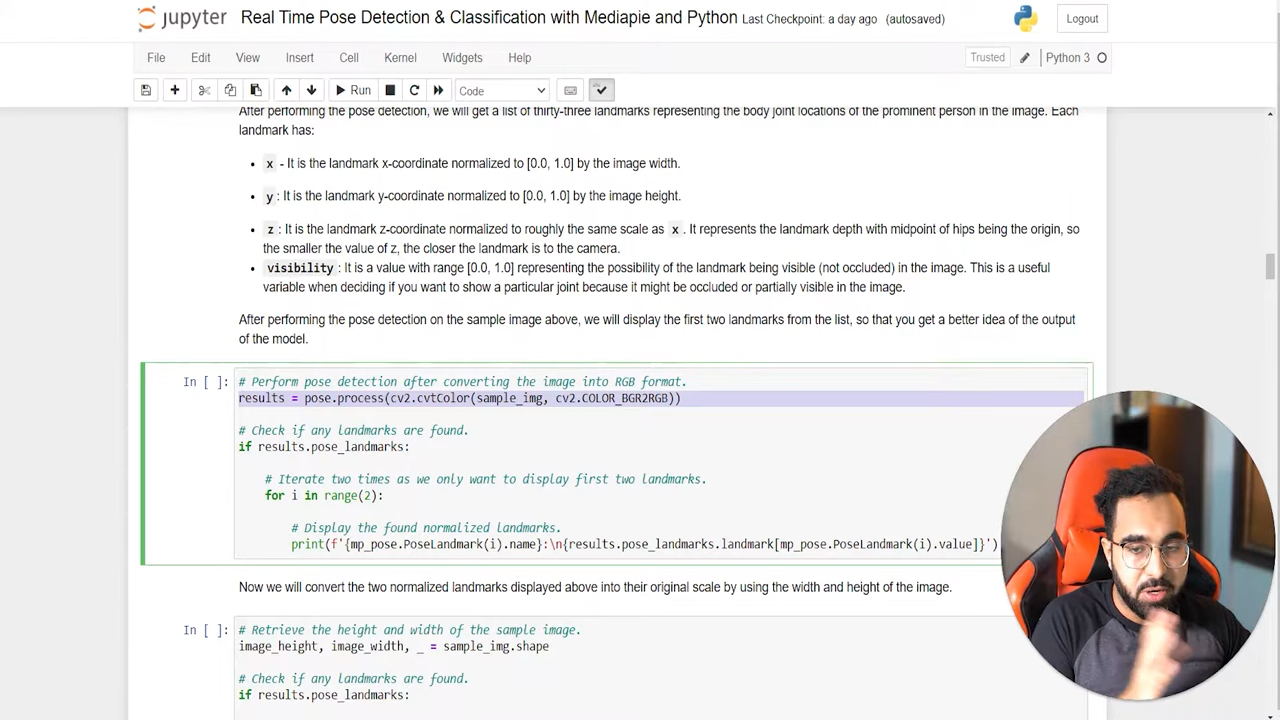 jupyter Real Time Pose Detection & Classification with Mediapie and Python Last Checkpoint: a day ago (autosaved) Logout
File Edit View Insert Cell Kernel Widgets Help Trusted Python 3
Run Code
After performing the pose detection, we will get a list of thirty-three landmarks representing the body joint locations of the prominent person in the image. Each
landmark has:
• x - It is the landmark x-coordinate normalized to [0.0, 1.0] by the image width.
• y : It is the landmark y-coordinate normalized to [0.0, 1.0] by the image height.
• z : It is the landmark z-coordinate normalized to roughly the same scale as x . It represents the landmark depth with midpoint of hips being the origin, so
the smaller the value of z, the closer the landmark is to the camera.
• visibility : It is a value with range [0.0, 1.0] representing the possibility of the landmark being visible (not occluded) in the image. This is a useful
variable when deciding if you want to show a particular joint because it might be occluded or partially visible in the image.
After performing the pose detection on the sample image above, we will display the first two landmarks from the list, so that you get a better idea of the output
of the model.
In [ ]: # Perform pose detection after converting the image into RGB format.
results = pose.process(cv2.cvtColor(sample_img, cv2.COLOR_BGR2RGB))
# Check if any landmarks are found.
if results.pose_landmarks:
# Iterate two times as we only want to display first two landmarks.
for i in range(2):
# Display the found normalized landmarks.
print(f'{mp_pose.PoseLandmark(i).name}:\n{results.pose_landmarks.landmark[mp_pose.PoseLandmark(i).value]}')
Now we will convert the two normalized landmarks displayed above into their original scale by using the width and height of the image.
In [ ]: # Retrieve the height and width of the sample image.
image_height, image_width, _ = sample_img.shape
# Check if any landmarks are found.
if results.pose_landmarks: